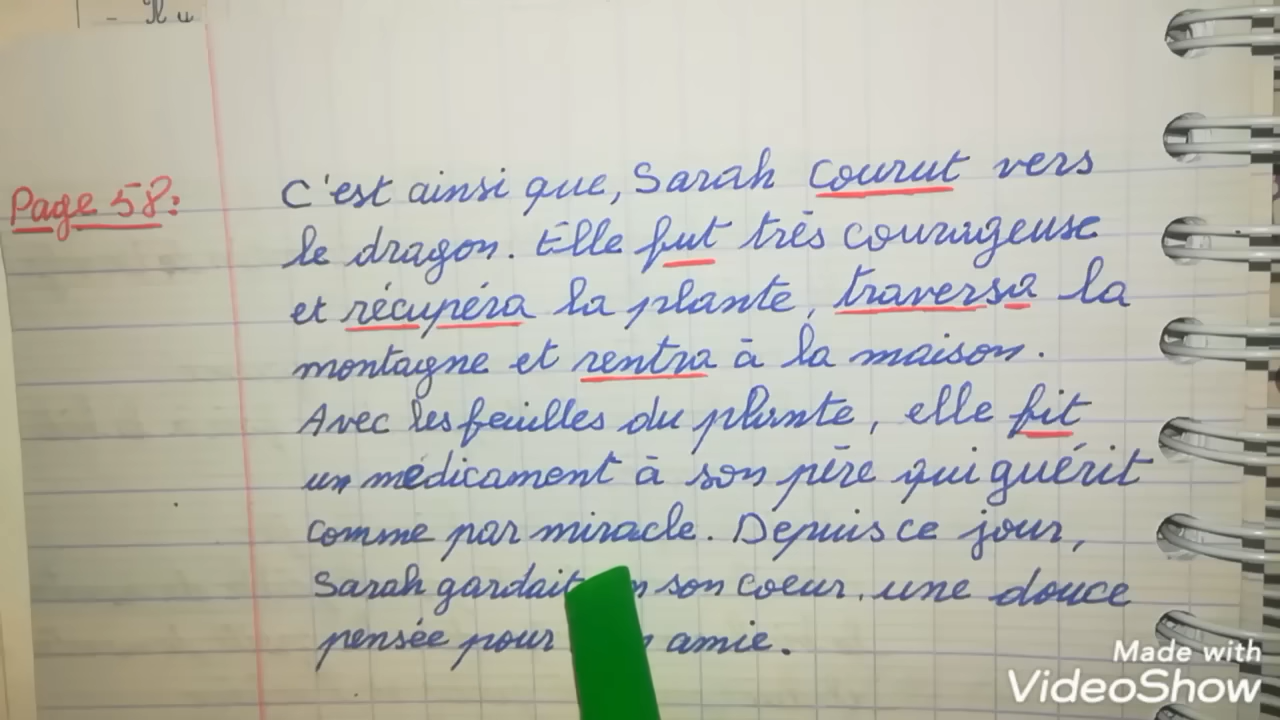 Page 58:
C'est ainsi que, Sarah courut vers
le dragon. Elle fut très courageuse
et récupéra la plante, traversa la
montagne et rentra à la maison.
Avec les feuilles du plante, elle fit
un médicament à son père qui guérit
comme par miracle. Depuis ce jour,
Sarah gardait son coeur, une douce
pensée pour amie.
Made with
VideoShow